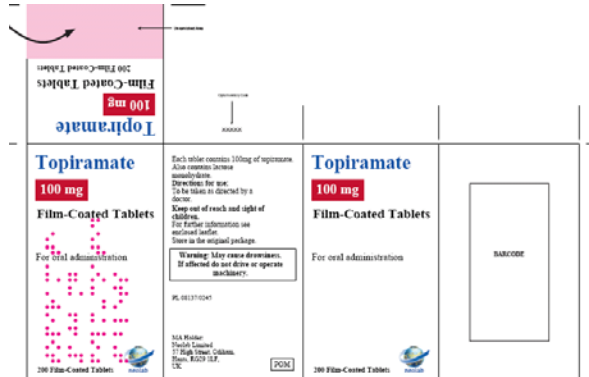 200 Film-Coated Tablets
Film-Coated Tablets
100 mg
Topiramate
XXXXXX
Topiramate
100 mg
Film-Coated Tablets
For oral administration
200 Film-Coated Tablets
neolab
Each tablet contains 100mg of topiramate.
Also contains lactose
monohydrate.
Directions for use:
To be taken as directed by a
doctor.
Keep out of reach and sight of
children.
For further information see
enclosed leaflet.
Store in the original package.
Warning: May cause drowsiness.
If affected do not drive or operate
machinery.
PL 08137/0245
MA Holder:
Neolab Limited
57 High Street, Odiham,
Hants, RG29 1LF,
UK
POM
Topiramate
100 mg
Film-Coated Tablets
For oral administration
200 Film-Coated Tablets
neolab
BARCODE